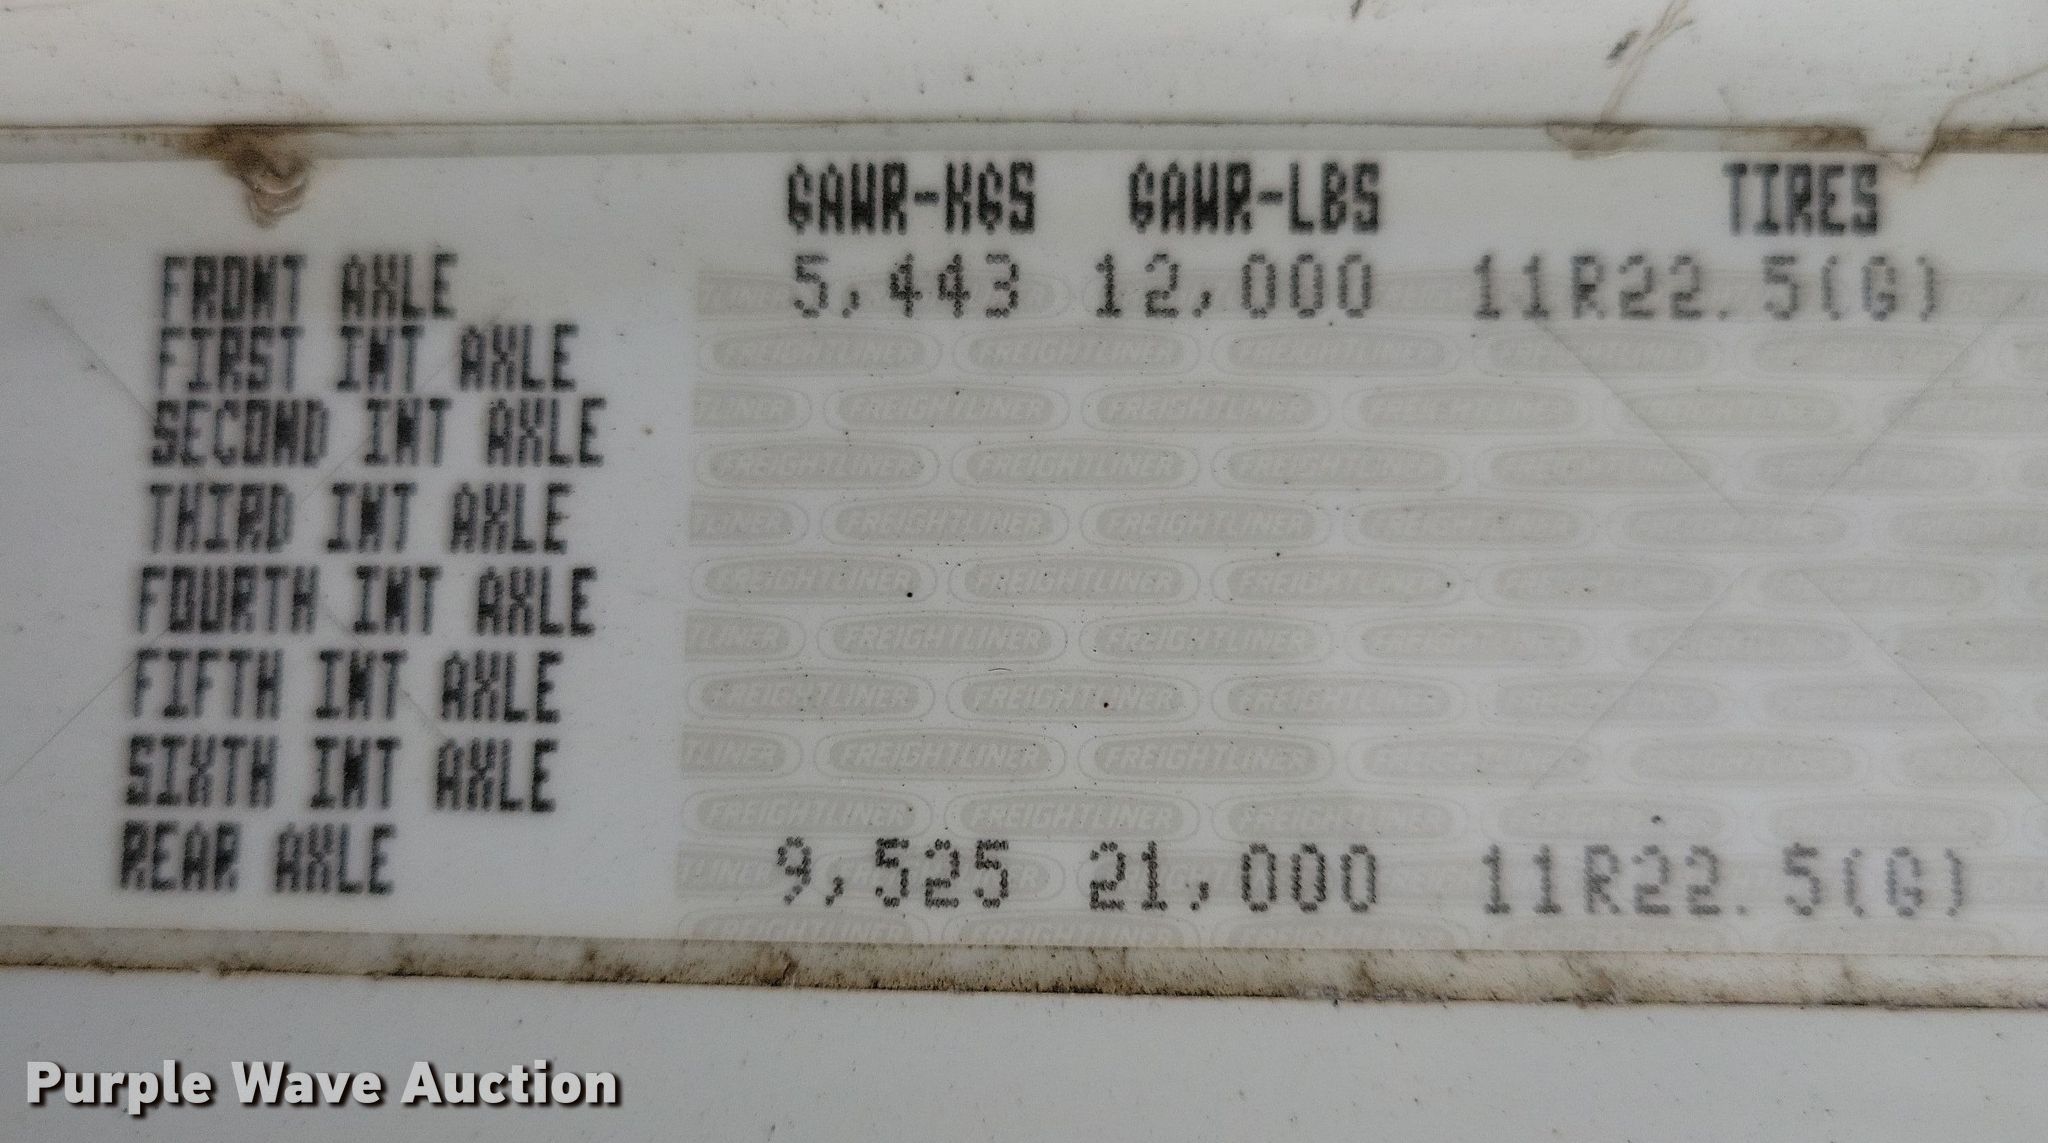 GAWR-KGS GAWR-LBS TIRES
FRONT AXLE 5,443 12,000 11R22.5(G)
FIRST INT AXLE
SECOND INT AXLE
THIRD INT AXLE
FOURTH INT AXLE
FIFTH INT AXLE
SIXTH INT AXLE
REAR AXLE 9,525 21,000 11R22.5(G)
FREIGHTLINER
Purple Wave Auction